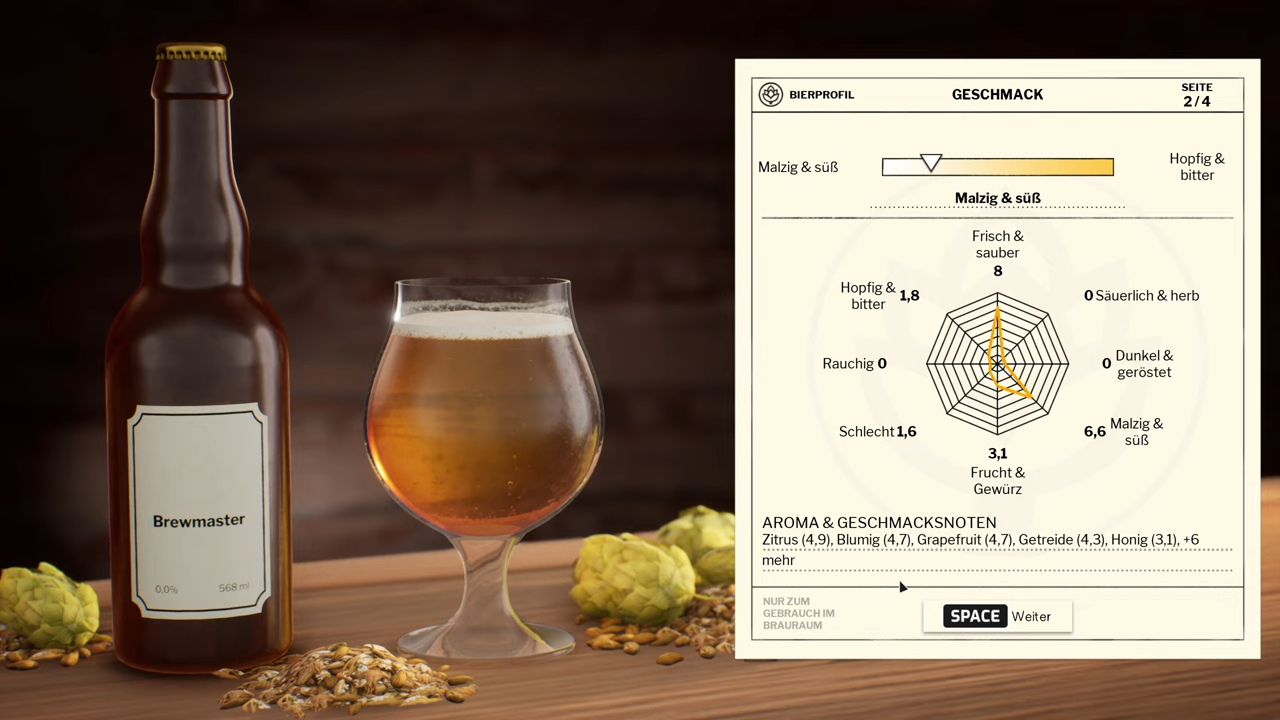 Brewmaster
0,0%
568 ml
BIERPROFIL
GESCHMACK
SEITE
2/4
Malzig & süß
Hopfig &
bitter
Malzig & süß
Frisch &
sauber
8
Hopfig &
bitter
1,8
0 Säuerlich & herb
Rauchig 0
0 Dunkel &
geröstet
Schlecht 1,6
6,6 Malzig &
süß
3,1
Frucht &
Gewürz
AROMA & GESCHMACKSNOTEN
Zitrus (4,9), Blumig (4,7), Grapefruit (4,7), Getreide (4,3), Honig (3,1), +6
mehr
NUR ZUM
GEBRAUCH IM
BRAURAUM
SPACE Weiter